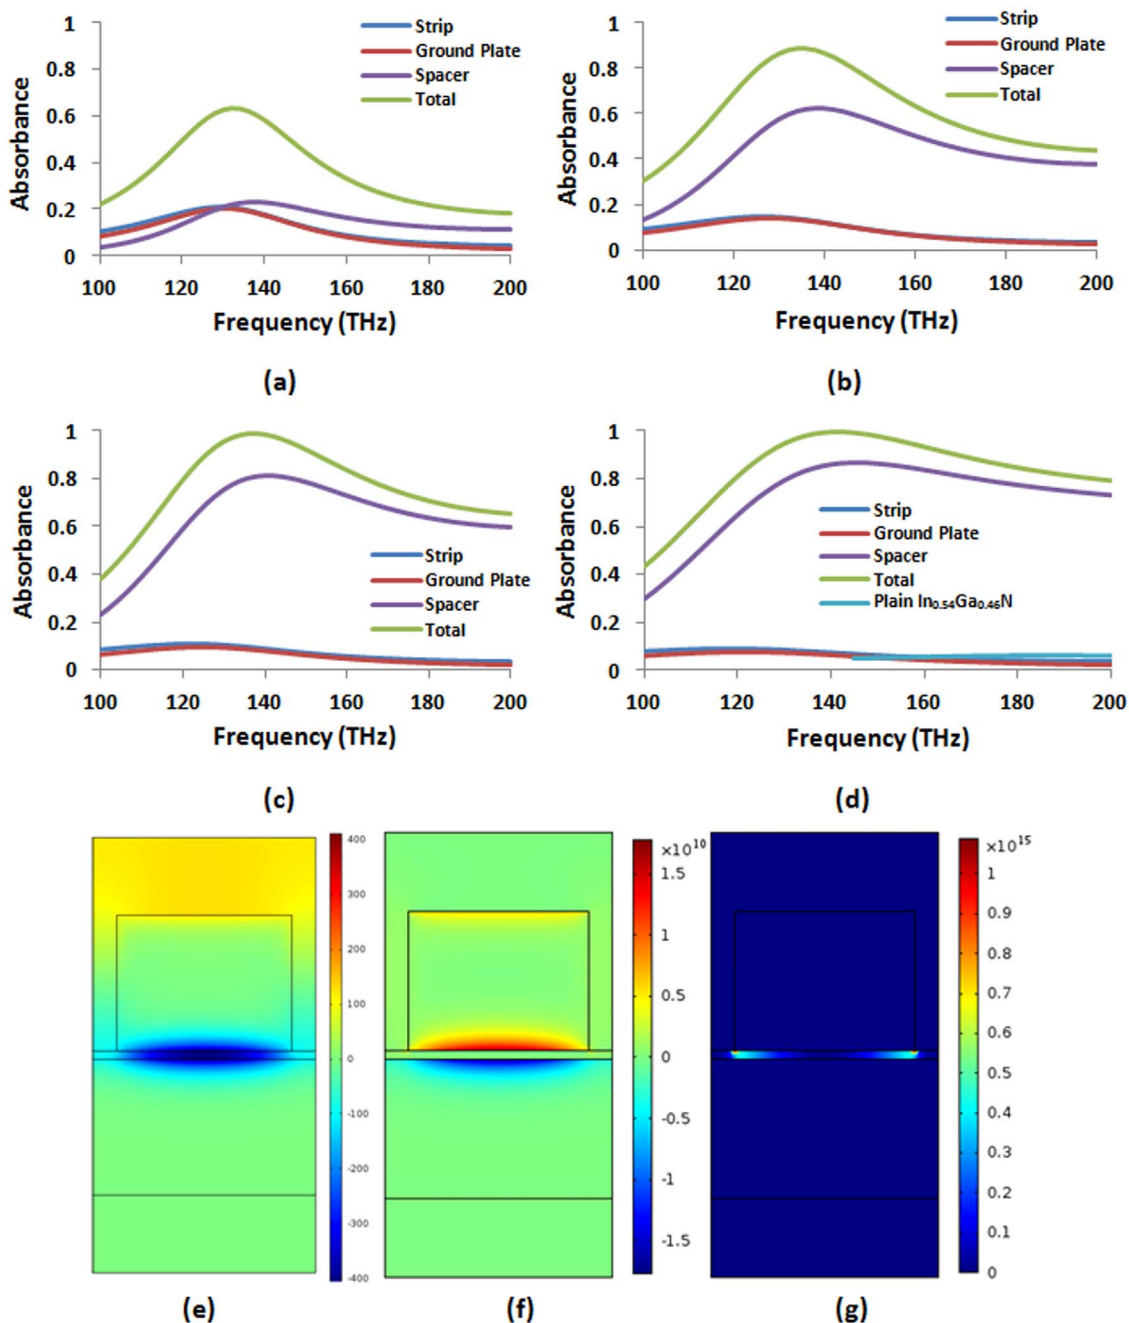 1
0.8
0.6
0.4
0.2
0
Absorbance
100 120 140 160 180 200
Frequency (THz)
Strip
Ground Plate
Spacer
Total
(a)
1
0.8
0.6
0.4
0.2
0
Absorbance
100 120 140 160 180 200
Frequency (THz)
Strip
Ground Plate
Spacer
Total
(b)
1
0.8
0.6
0.4
0.2
0
Absorbance
100 120 140 160 180 200
Frequency (THz)
Strip
Ground Plate
Spacer
Total
(c)
1
0.8
0.6
0.4
0.2
0
Absorbance
100 120 140 160 180 200
Frequency (THz)
Strip
Ground Plate
Spacer
Total
Plain In₀.₅₄Ga₀.₄₆N
(d)
400
300
200
100
0
-100
-200
-300
-400
(e)
×10¹⁰
1.5
1
0.5
0
-0.5
-1
-1.5
(f)
×10¹⁵
1
0.9
0.8
0.7
0.6
0.5
0.4
0.3
0.2
0.1
0
(g)